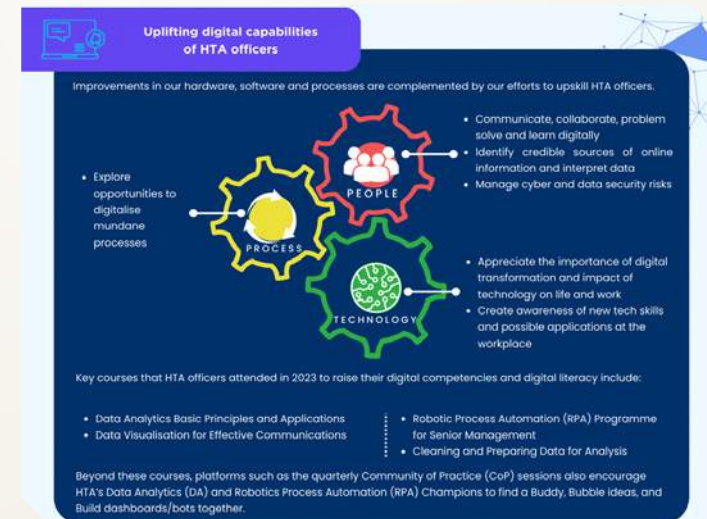 Uplifting digital capabilities
of HTA officers
Improvements in our hardware, software and processes are complemented by our efforts to upskill HTA officers.
• Explore
opportunities to
digitalise
mundane
processes
PROCESS
PEOPLE
• Communicate, collaborate, problem
solve and learn digitally
• Identify credible sources of online
information and interpret data
• Manage cyber and data security risks
TECHNOLOGY
• Appreciate the importance of digital
transformation and impact of
technology on life and work
• Create awareness of new tech skills
and possible applications at the
workplace
Key courses that HTA officers attended in 2023 to raise their digital competencies and digital literacy include:
• Data Analytics Basic Principles and Applications
• Data Visualisation for Effective Communications
• Robotic Process Automation (RPA) Programme
for Senior Management
• Cleaning and Preparing Data for Analysis
Beyond these courses, platforms such as the quarterly Community of Practice (CoP) sessions also encourage
HTA's Data Analytics (DA) and Robotics Process Automation (RPA) Champions to find a Buddy, Bubble ideas, and
Build dashboards/bots together.